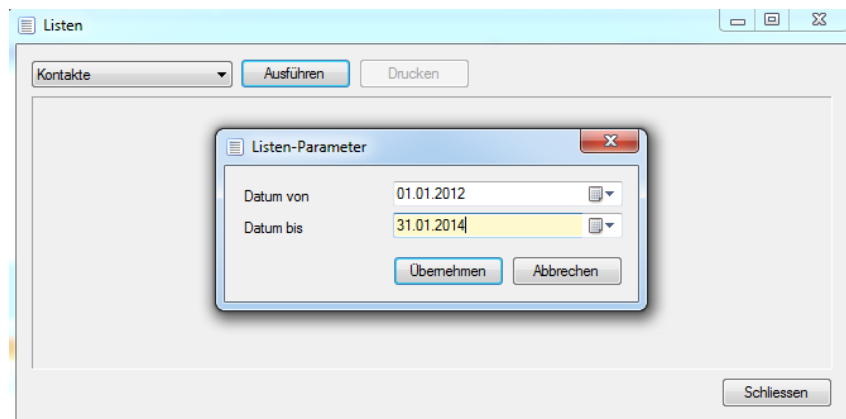 Listen
Kontakte Ausführen Drucken
Listen-Parameter
Datum von 01.01.2012
Datum bis 31.01.2014
Übernehmen Abbrechen
Schliessen